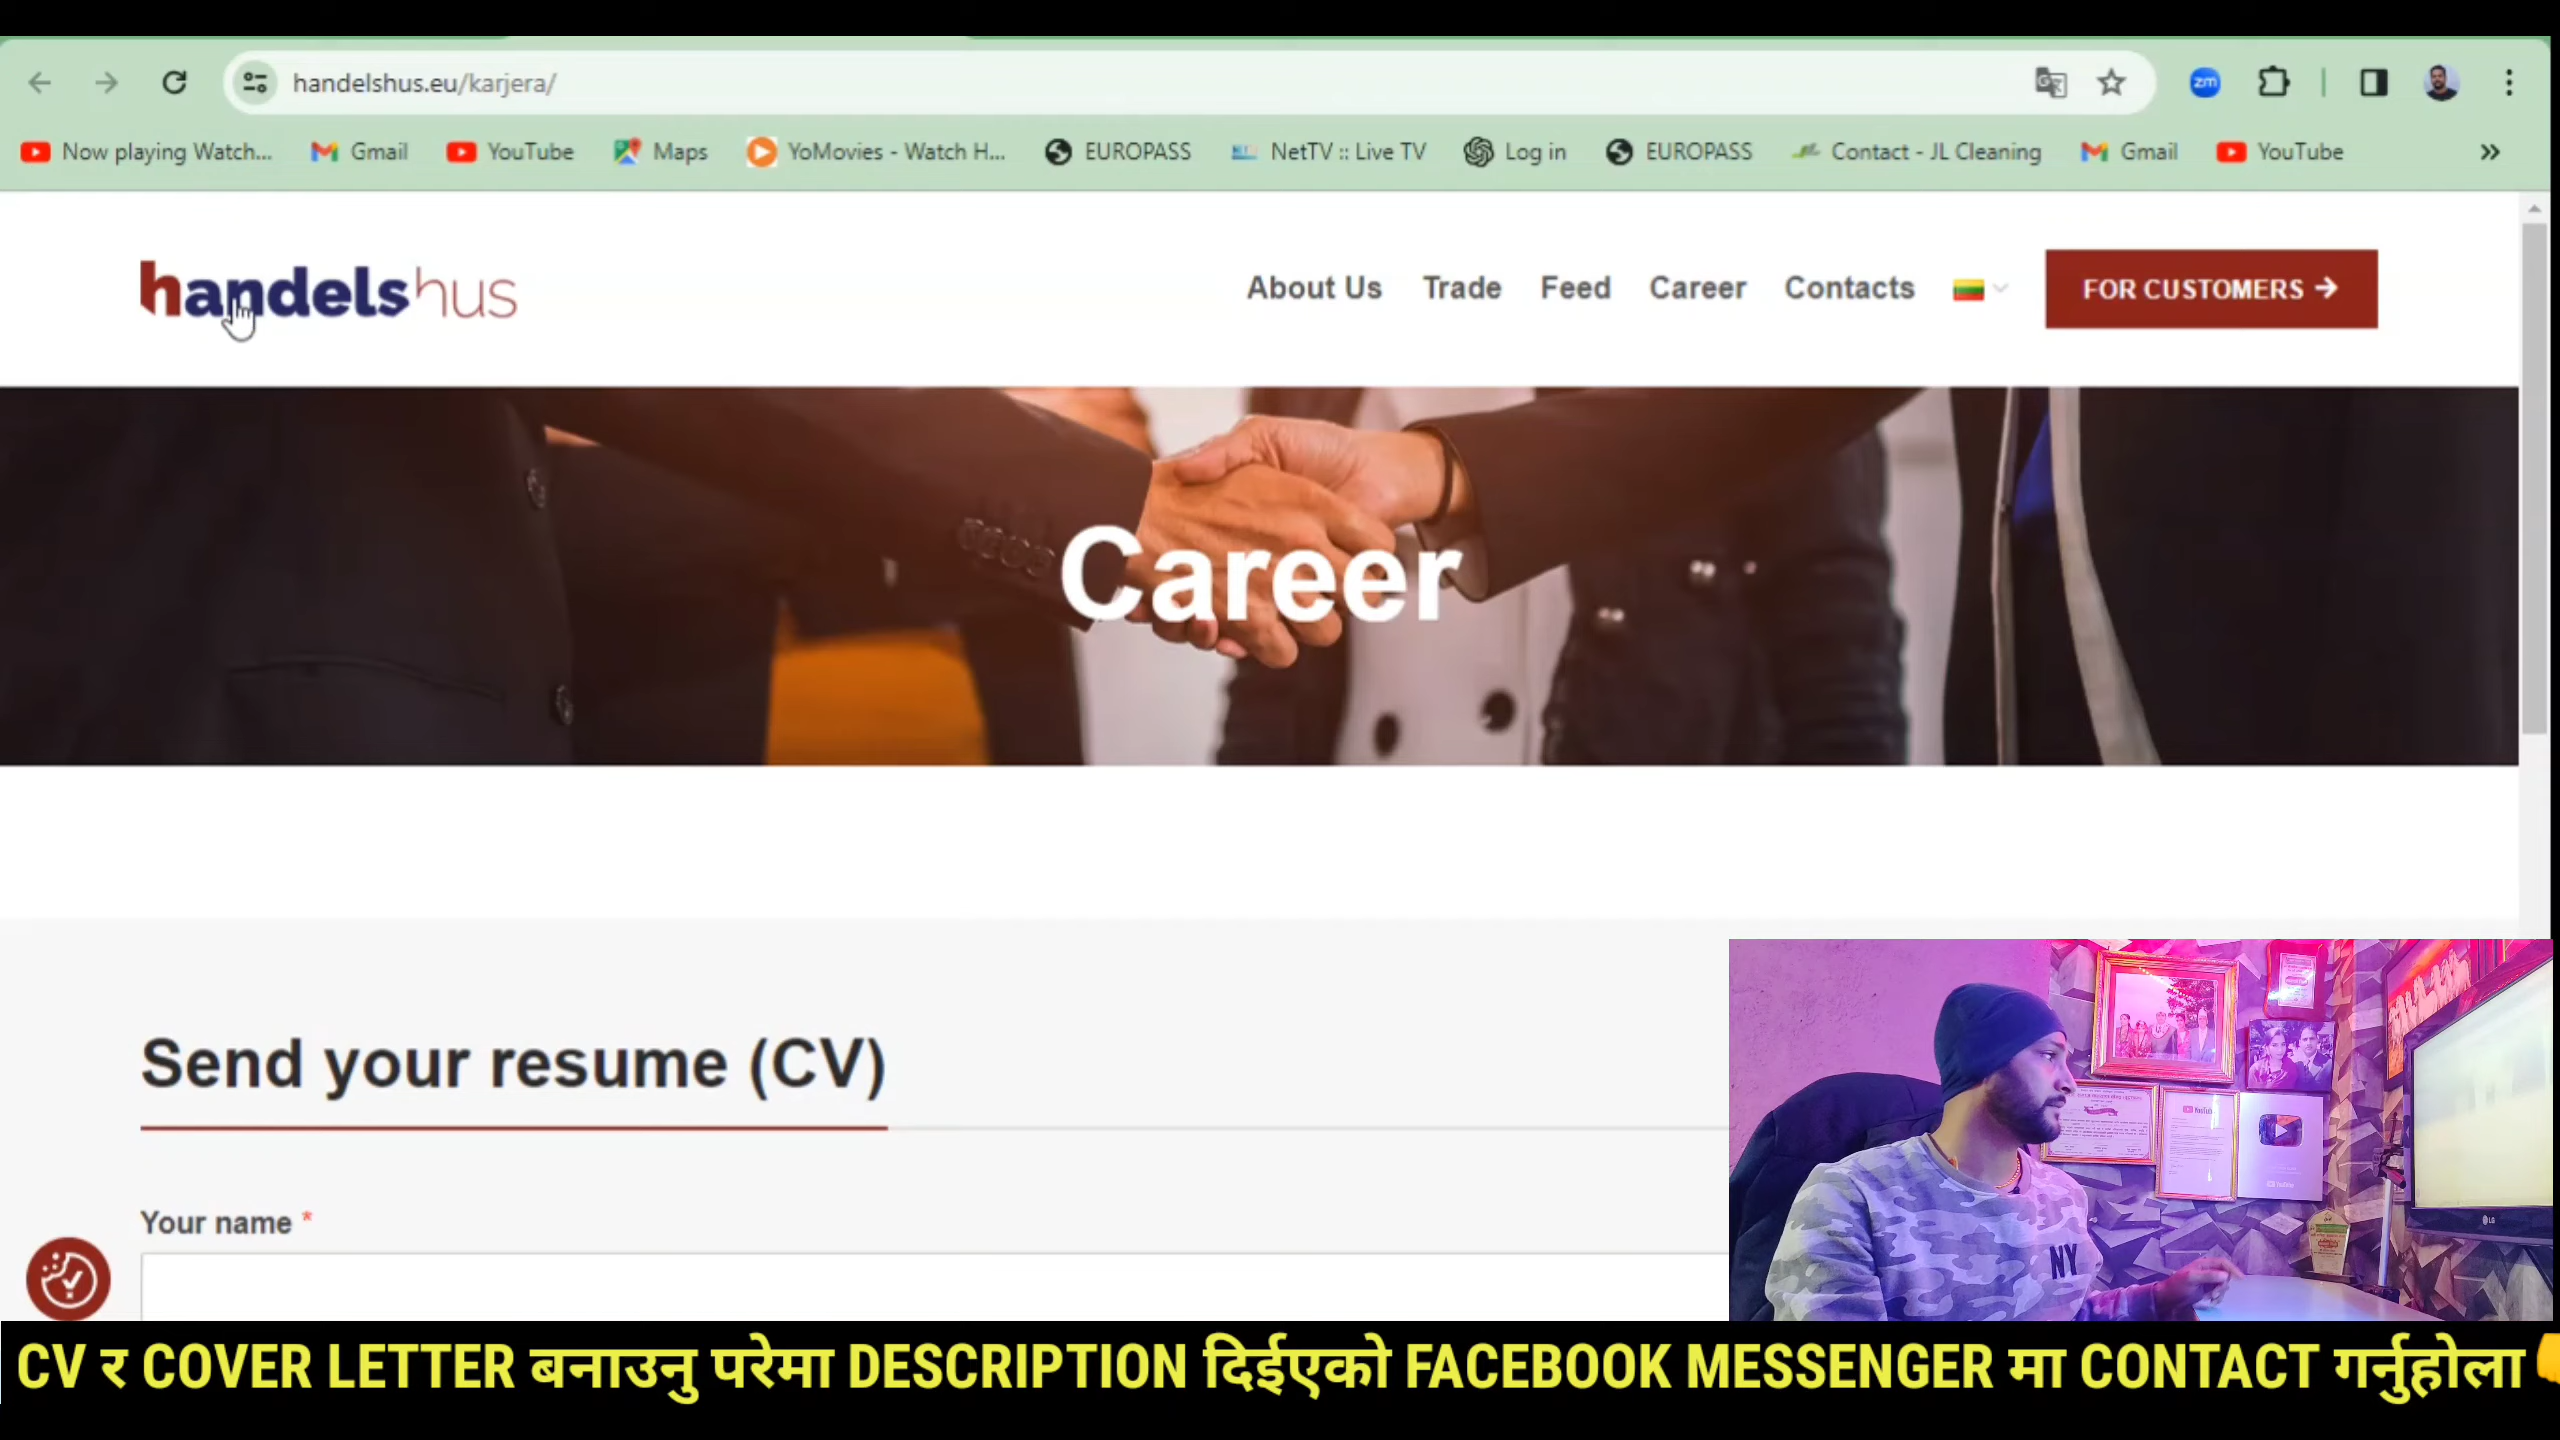 handelshus.eu/karjera/
Now playing Watch... Gmail YouTube Maps YoMovies - Watch H... EUROPASS NetTV :: Live TV Log in EUROPASS Contact - JL Cleaning Gmail YouTube »
handelshus
About Us Trade Feed Career Contacts FOR CUSTOMERS →
Career
Send your resume (CV)
Your name *
NY
CV र COVER LETTER बनाउनु परेमा DESCRIPTION दिईएको FACEBOOK MESSENGER मा CONTACT गर्नुहोला